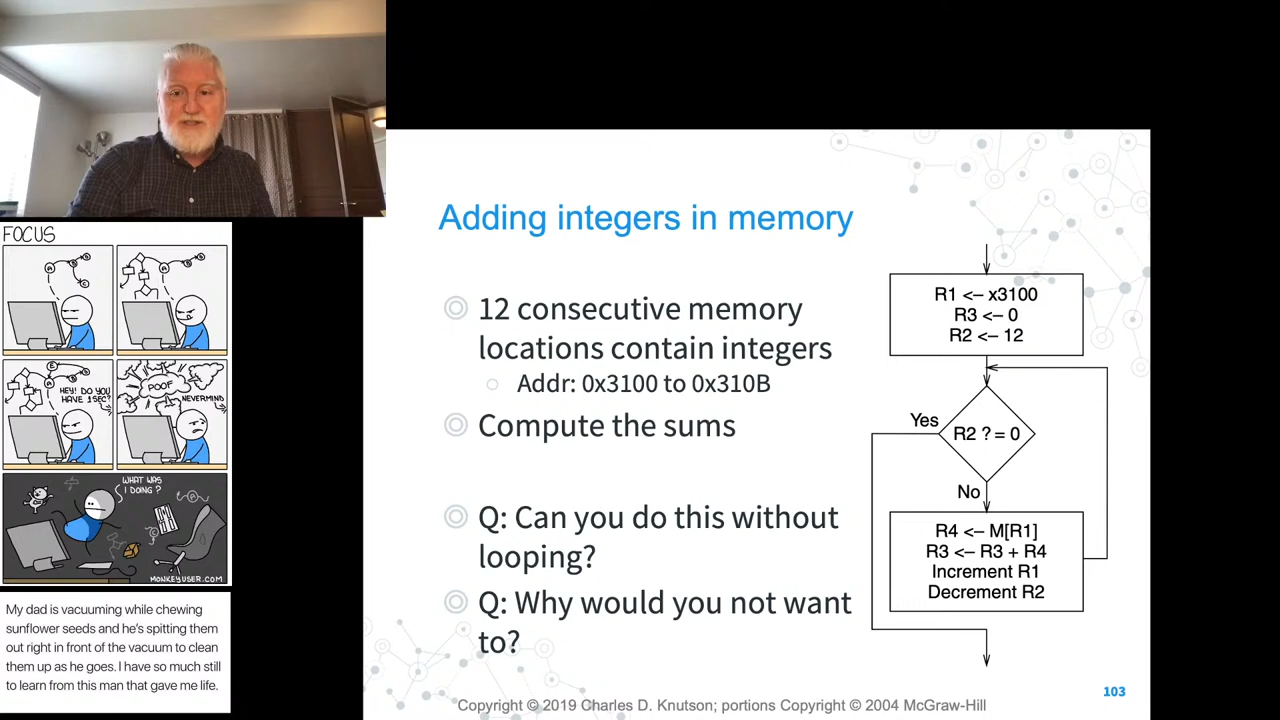 FOCUS
HEY! DO YOU
HAVE 1 SEC?
POOF
NEVERMIND
WHAT WAS
I DOING?
MONKEYUSER.COM
My dad is vacuuming while chewing
sunflower seeds and he's spitting them
out right in front of the vacuum to clean
them up as he goes. I have so much still
to learn from this man that gave me life.
Adding integers in memory
12 consecutive memory
locations contain integers
Addr: 0x3100 to 0x310B
Compute the sums
Q: Can you do this without
looping?
Q: Why would you not want
to?
R1 <– x3100
R3 <– 0
R2 <– 12
R2 ? = 0
Yes
No
R4 <– M[R1]
R3 <– R3 + R4
Increment R1
Decrement R2
103
Copyright © 2019 Charles D. Knutson; portions Copyright © 2004 McGraw-Hill